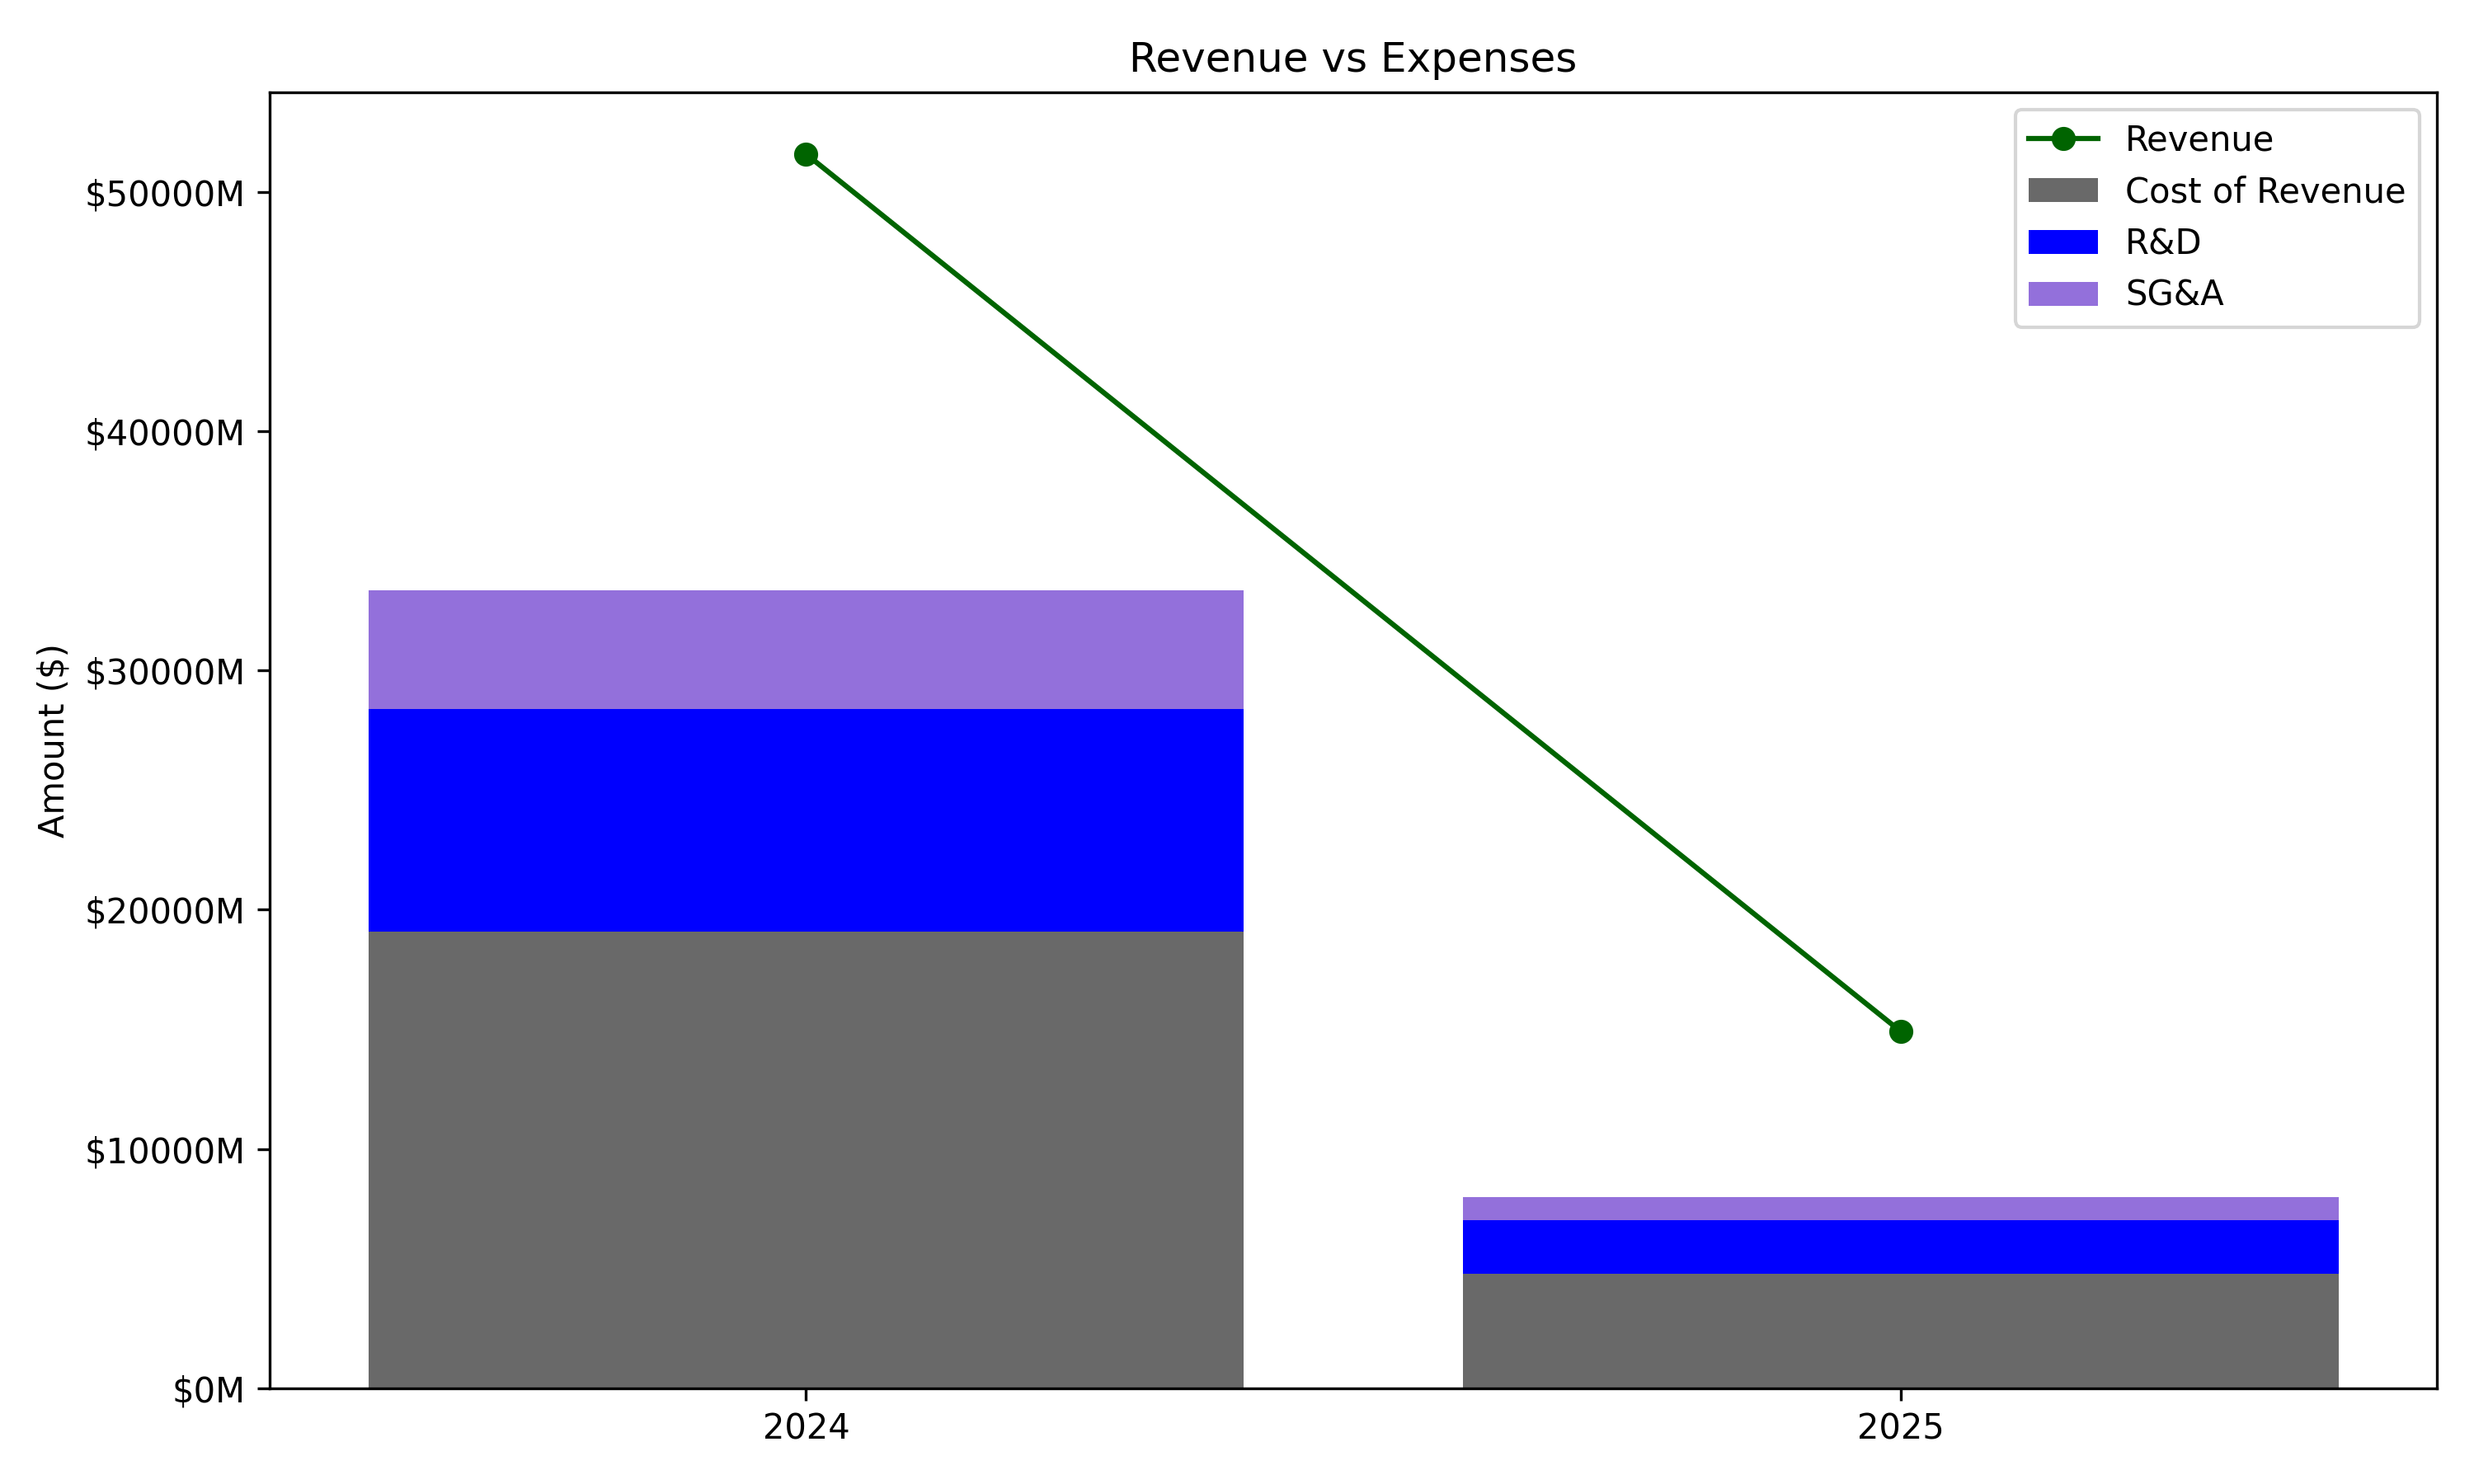 Revenue vs Expenses
Revenue
Cost of Revenue
R&D
SG&A
Amount ($)
$50000M
$40000M
$30000M
$20000M
$10000M
$0M
2024
2025